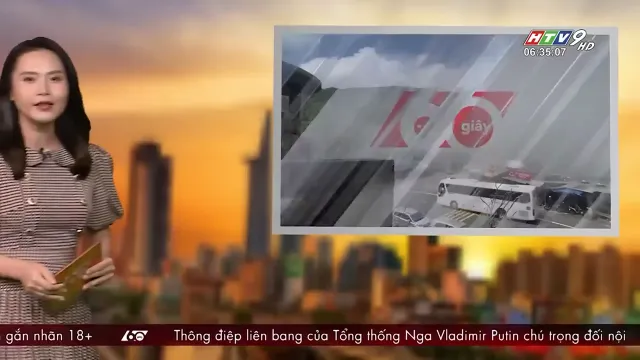 HTV9 HD
06.35.07
60 giây
n gắn nhãn 18+ 60 Thông điệp liên bang của Tổng thống Nga Vladimir Putin chú trọng đối nội